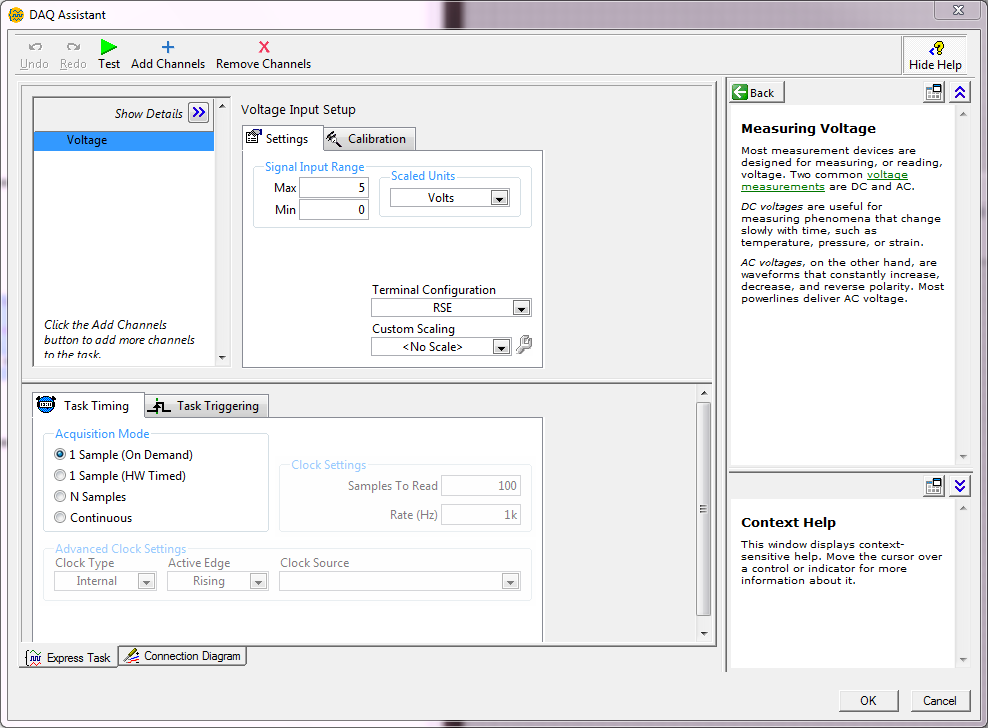 DAQ Assistant
Undo
Redo
Test
Add Channels
Remove Channels
Hide Help
Show Details
Voltage
Click the Add Channels
button to add more channels
to the task.
Voltage Input Setup
Settings
Calibration
Signal Input Range
Max
5
Min
0
Scaled Units
Volts
Terminal Configuration
RSE
Custom Scaling
<No Scale>
Task Timing
Task Triggering
Acquisition Mode
1 Sample (On Demand)
1 Sample (HW Timed)
N Samples
Continuous
Clock Settings
Samples To Read
100
Rate (Hz)
1k
Advanced Clock Settings
Clock Type
Active Edge
Clock Source
Internal
Rising
Express Task
Connection Diagram
Back
Measuring Voltage
Most measurement devices are
designed for measuring, or reading,
voltage. Two common voltage
measurements are DC and AC.
DC voltages are useful for
measuring phenomena that change
slowly with time, such as
temperature, pressure, or strain.
AC voltages, on the other hand, are
waveforms that constantly increase,
decrease, and reverse polarity. Most
powerlines deliver AC voltage.
Context Help
This window displays context-
sensitive help. Move the cursor over
a control or indicator for more
information about it.
OK
Cancel